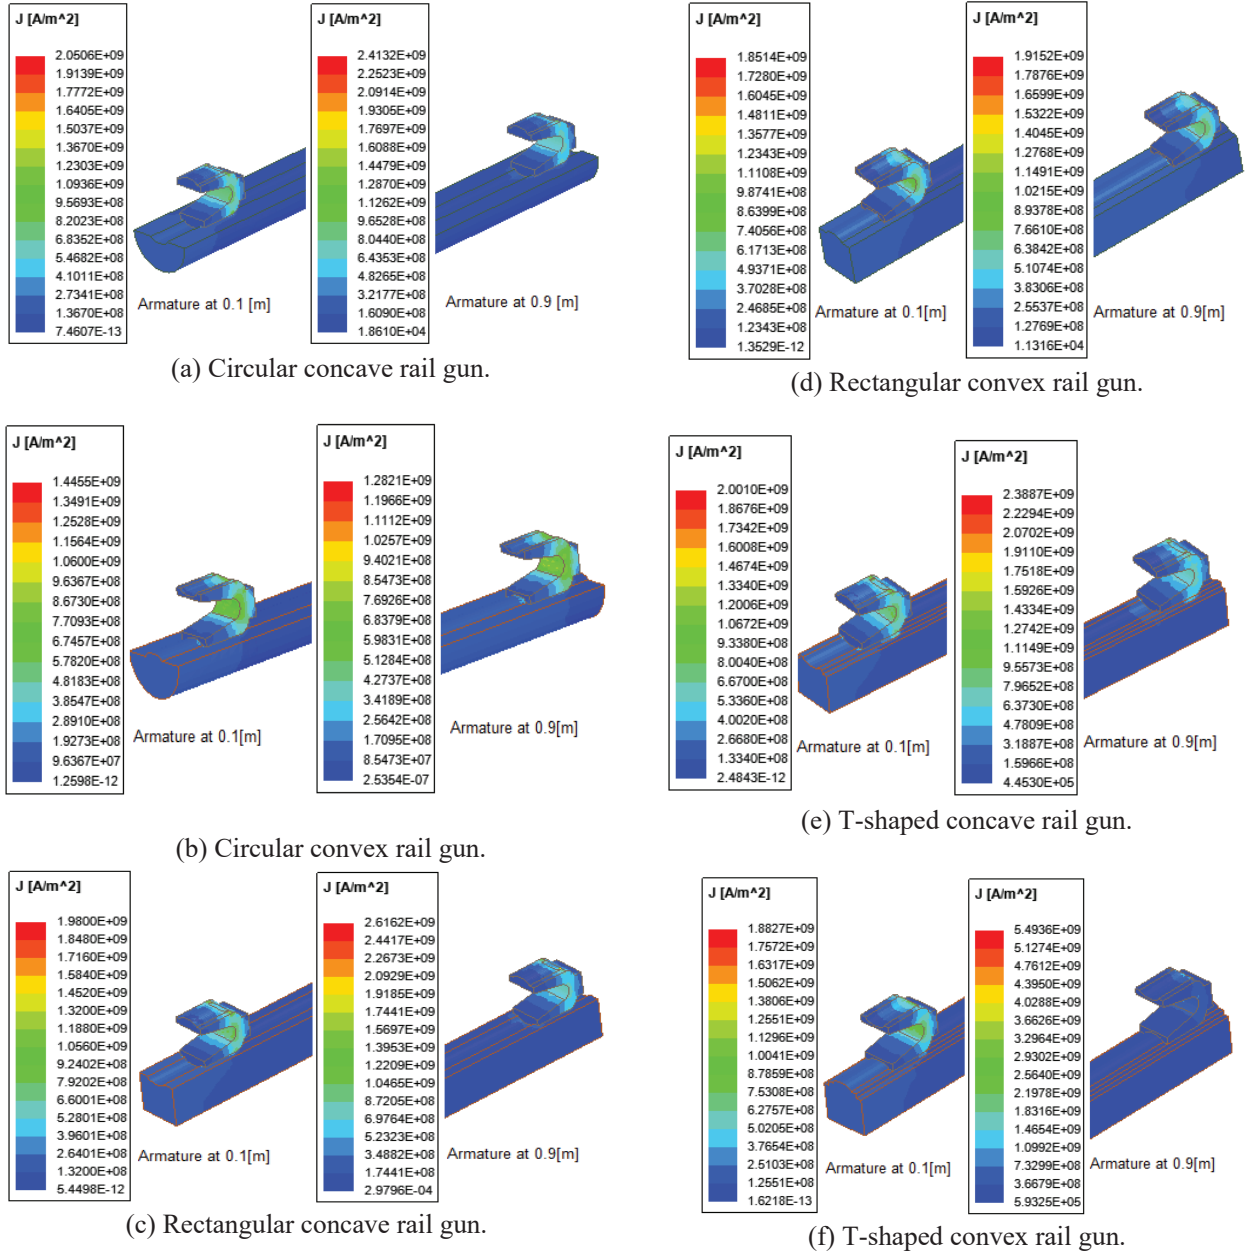 J [A/m^2]
2.0506E+09
1.9139E+09
1.7772E+09
1.6405E+09
1.5037E+09
1.3670E+09
1.2303E+09
1.0936E+09
9.5693E+08
8.2023E+08
6.8352E+08
5.4682E+08
4.1011E+08
2.7341E+08
1.3670E+08
7.4607E-13
Armature at 0.1 [m]
J [A/m^2]
2.4132E+09
2.2523E+09
2.0914E+09
1.9305E+09
1.7697E+09
1.6088E+09
1.4479E+09
1.2870E+09
1.1262E+09
9.6528E+08
8.0440E+08
6.4353E+08
4.8265E+08
3.2177E+08
1.6090E+08
1.8610E+04
Armature at 0.9 [m]
(a) Circular concave rail gun.
J [A/m^2]
1.4455E+09
1.3491E+09
1.2528E+09
1.1564E+09
1.0600E+09
9.6367E+08
8.6730E+08
7.7093E+08
6.7457E+08
5.7820E+08
4.8183E+08
3.8547E+08
2.8910E+08
1.9273E+08
9.6367E+07
1.2598E-12
Armature at 0.1[m]
J [A/m^2]
1.2821E+09
1.1966E+09
1.1112E+09
1.0257E+09
9.4021E+08
8.5473E+08
7.6926E+08
6.8379E+08
5.9831E+08
5.1284E+08
4.2737E+08
3.4189E+08
2.5642E+08
1.7095E+08
8.5473E+07
2.5354E-07
Armature at 0.9[m]
(b) Circular convex rail gun.
J [A/m^2]
1.9800E+09
1.8480E+09
1.7160E+09
1.5840E+09
1.4520E+09
1.3200E+09
1.1880E+09
1.0560E+09
9.2402E+08
7.9202E+08
6.6001E+08
5.2801E+08
3.9601E+08
2.6401E+08
1.3200E+08
5.4498E-12
Armature at 0.1[m]
J [A/m^2]
2.6162E+09
2.4417E+09
2.2673E+09
2.0929E+09
1.9185E+09
1.7441E+09
1.5697E+09
1.3953E+09
1.2209E+09
1.0465E+09
8.7205E+08
6.9764E+08
5.2323E+08
3.4882E+08
1.7441E+08
2.9796E-04
Armature at 0.9[m]
(c) Rectangular concave rail gun.
J [A/m^2]
1.8514E+09
1.7280E+09
1.6045E+09
1.4811E+09
1.3577E+09
1.2343E+09
1.1108E+09
9.8741E+08
8.6399E+08
7.4056E+08
6.1713E+08
4.9371E+08
3.7028E+08
2.4685E+08
1.2343E+08
1.3529E-12
Armature at 0.1[m]
J [A/m^2]
1.9152E+09
1.7876E+09
1.6599E+09
1.5322E+09
1.4045E+09
1.2768E+09
1.1491E+09
1.0215E+09
8.9378E+08
7.6610E+08
6.3842E+08
5.1074E+08
3.8306E+08
2.5537E+08
1.2769E+08
1.1316E+04
Armature at 0.9[m]
(d) Rectangular convex rail gun.
J [A/m^2]
2.0010E+09
1.8676E+09
1.7342E+09
1.6008E+09
1.4674E+09
1.3340E+09
1.2006E+09
1.0672E+09
9.3380E+08
8.0040E+08
6.6700E+08
5.3360E+08
4.0020E+08
2.6680E+08
1.3340E+08
2.4843E-12
Armature at 0.1[m]
J [A/m^2]
2.3887E+09
2.2294E+09
2.0702E+09
1.9110E+09
1.7518E+09
1.5926E+09
1.4334E+09
1.2742E+09
1.1149E+09
9.5573E+08
7.9652E+08
6.3730E+08
4.7809E+08
3.1887E+08
1.5966E+08
4.4530E+05
Armature at 0.9[m]
(e) T-shaped concave rail gun.
J [A/m^2]
1.8827E+09
1.7572E+09
1.6317E+09
1.5062E+09
1.3806E+09
1.2551E+09
1.1296E+09
1.0041E+09
8.7859E+08
7.5308E+08
6.2757E+08
5.0205E+08
3.7654E+08
2.5103E+08
1.2551E+08
1.6218E-13
Armature at 0.1[m]
J [A/m^2]
5.4936E+09
5.1274E+09
4.7612E+09
4.3950E+09
4.0288E+09
3.6626E+09
3.2964E+09
2.9302E+09
2.5640E+09
2.1978E+09
1.8316E+09
1.4654E+09
1.0992E+09
7.3299E+08
3.6679E+08
5.9325E+05
Armature at 0.9[m]
(f) T-shaped convex rail gun.